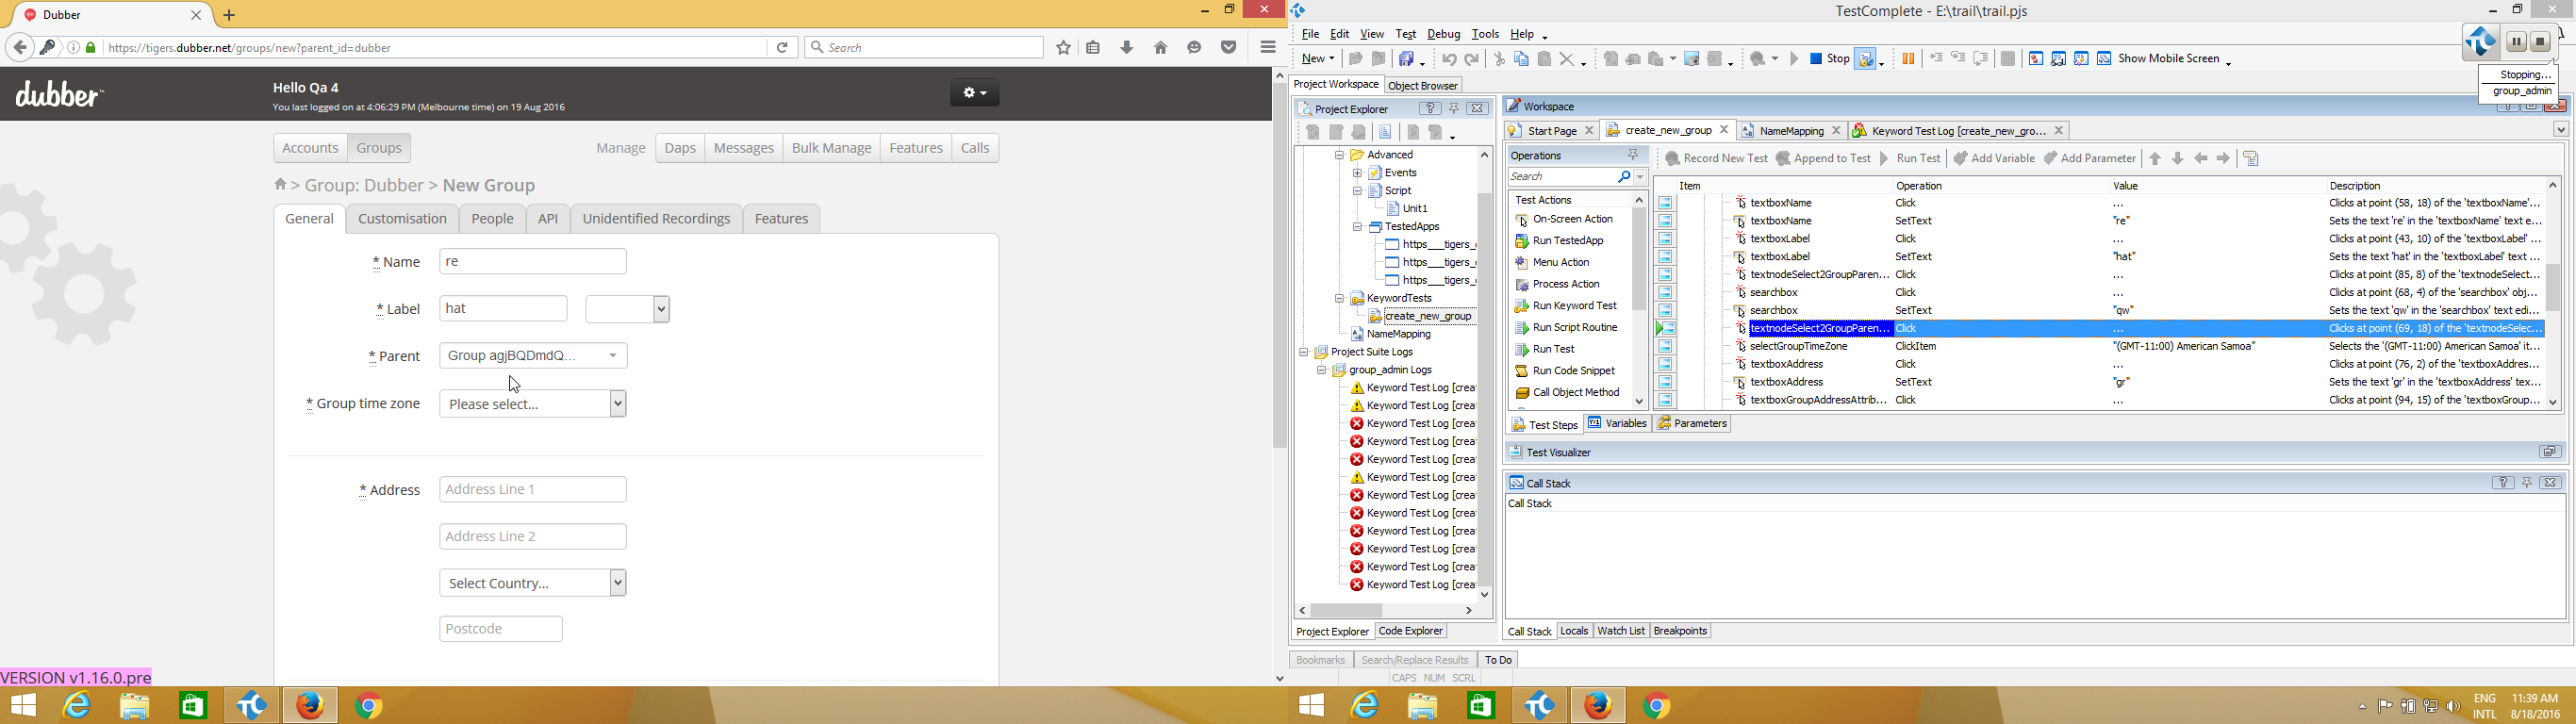 Dubber
https://tigers.dubber.net/groups/new?parent_id=dubber
Search
dubber
Hello Qa 4
You last logged on at 4:06:29 PM (Melbourne time) on 19 Aug 2016
Accounts
Groups
Manage
Daps
Messages
Bulk Manage
Features
Calls
> Group: Dubber > New Group
General
Customisation
People
API
Unidentified Recordings
Features
* Name
re
* Label
hat
* Parent
Group agjBQDmdQ...
* Group time zone
Please select...
* Address
Address Line 1
Address Line 2
Select Country...
Postcode
VERSION v1.16.0.pre
TestComplete - E:\trail\trail.pjs
File Edit View Test Debug Tools Help
New
Stop
Show Mobile Screen
Stopping...
group_admin
Project Workspace
Object Browser
Project Explorer
Advanced
Events
Script
Unit1
TestedApps
https___tigers_
https___tigers_
https___tigers_
KeywordTests
create_new_group
NameMapping
Project Suite Logs
group_admin Logs
Keyword Test Log [crea
Keyword Test Log [crea
Keyword Test Log [crea
Keyword Test Log [crea
Keyword Test Log [crea
Keyword Test Log [crea
Keyword Test Log [crea
Keyword Test Log [crea
Keyword Test Log [crea
Keyword Test Log [crea
Keyword Test Log [crea
Keyword Test Log [crea
Project Explorer
Code Explorer
Workspace
Start Page
create_new_group
NameMapping
Keyword Test Log [create_new_gro...
Operations
Search
Test Actions
On-Screen Action
Run TestedApp
Menu Action
Process Action
Run Keyword Test
Run Script Routine
Run Test
Run Code Snippet
Call Object Method
Record New Test
Append to Test
Run Test
Add Variable
Add Parameter
Item Operation Value Description
textboxName Click ... Clicks at point (58, 18) of the 'textboxName'...
textboxName SetText "re" Sets the text 're' in the 'textboxName' text e...
textboxLabel Click ... Clicks at point (43, 10) of the 'textboxLabel' ...
textboxLabel SetText "hat" Sets the text 'hat' in the 'textboxLabel' text ...
textnodeSelect2GroupParen... Click ... Clicks at point (85, 8) of the 'textnodeSelect...
searchbox Click ... Clicks at point (68, 4) of the 'searchbox' obj...
searchbox SetText "qw" Sets the text 'qw' in the 'searchbox' text edi...
textnodeSelect2GroupParen... Click ... Clicks at point (69, 18) of the 'textnodeSelec...
selectGroupTimeZone ClickItem "(GMT-11:00) American Samoa" Selects the '(GMT-11:00) American Samoa' it...
textboxAddress Click ... Clicks at point (76, 2) of the 'textboxAddress...
textboxAddress SetText "gr" Sets the text 'gr' in the 'textboxAddress' tex...
textboxGroupAddressAttrib... Click ... Clicks at point (94, 15) of the 'textboxGroup...
Test Steps
Variables
Parameters
Test Visualizer
Call Stack
Call Stack
Call Stack
Locals
Watch List
Breakpoints
Bookmarks
Search/Replace Results
To Do
CAPS NUM SCRL
ENG
INTL
11:39 AM
8/18/2016